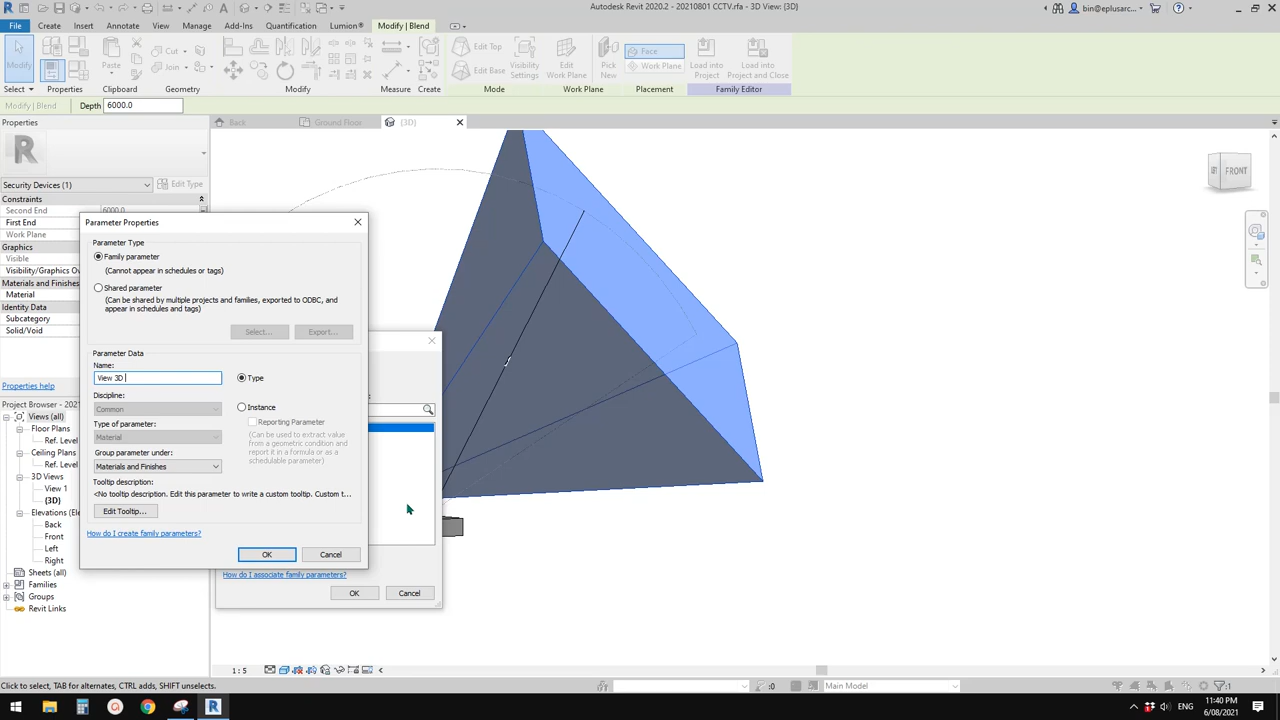 Autodesk Revit 2020.2 - 20210801 CCTV.rfa - 3D View: {3D}
bin@eplusarc...
File Create Insert Annotate View Manage Add-Ins Quantification Lumion® Modify | Blend
Modify
Paste
Cut
Join
Edit Top
Edit Base
Visibility Settings
Edit Work Plane
Pick New
Face
Work Plane
Load into Project
Load into Project and Close
Select Properties Clipboard Geometry Modify Measure Create Mode Work Plane Placement Family Editor
Modify | Blend Depth 6000.0
Properties
Back Ground Floor {3D}
Security Devices (1) Edit Type
Constraints
Second End 6000.0
First End
Work Plane
Graphics
Visible
Visibility/Graphics Ov
Materials and Finishes
Material
Identity Data
Subcategory
Solid/Void
Properties help
Project Browser - 20210801
Views (all)
Floor Plans
Ref. Level
Ceiling Plans
Ref. Level
3D Views
View 1
{3D}
Elevations (Ele
Back
Front
Left
Right
Sheets (all)
Families
Groups
Revit Links
Parameter Properties
Parameter Type
Family parameter
(Cannot appear in schedules or tags)
Shared parameter
(Can be shared by multiple projects and families, exported to ODBC, and
appear in schedules and tags)
Select... Export...
Parameter Data
Name:
View 3D
Type
Discipline:
Common
Instance
Reporting Parameter
(Can be used to extract value
from a geometric condition and
report it in a formula or as a
schedulable parameter)
Type of parameter:
Material
Group parameter under:
Materials and Finishes
Tooltip description:
<No tooltip description. Edit this parameter to write a custom tooltip. Custom t...
Edit Tooltip...
How do I create family parameters?
OK Cancel
How do I associate family parameters?
OK Cancel
FRONT
1 : 5
Click to select, TAB for alternates, CTRL adds, SHIFT unselects.
:0
Main Model
:1
ENG
11:40 PM
6/08/2021